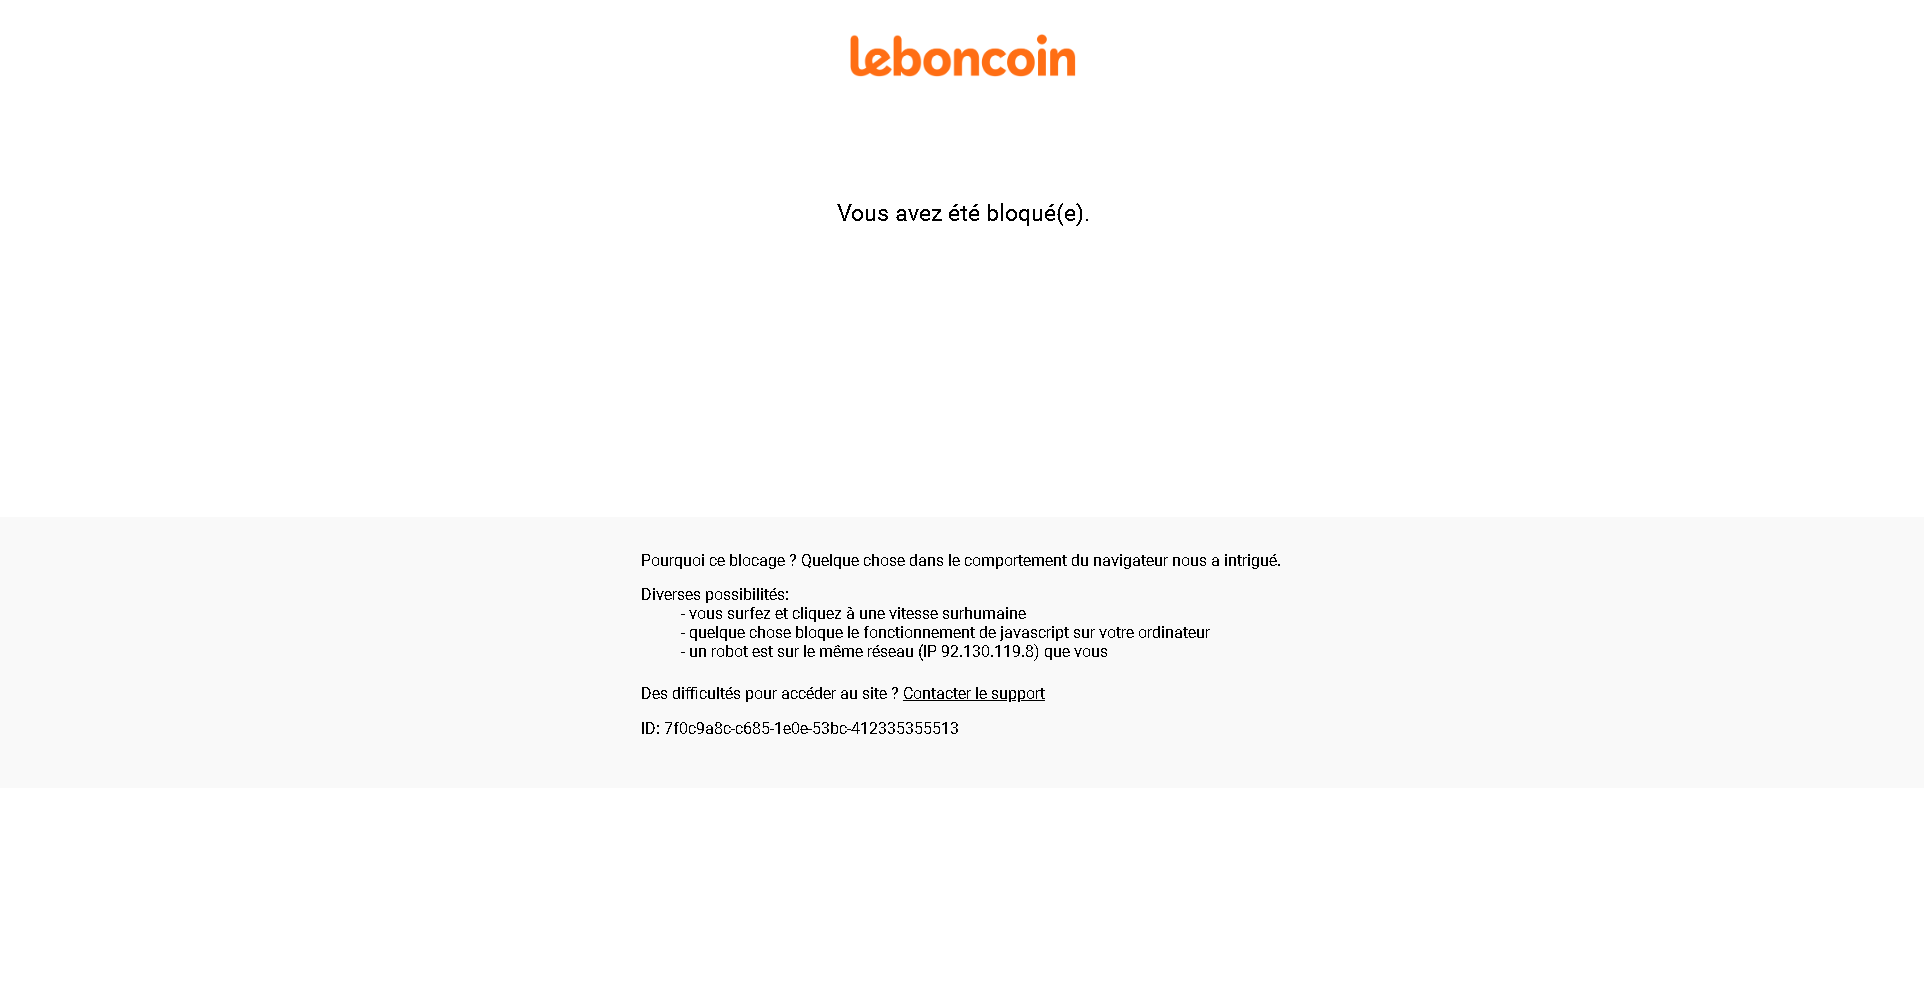 leboncoin
Vous avez été bloqué(e).
Pourquoi ce blocage ? Quelque chose dans le comportement du navigateur nous a intrigué.
Diverses possibilités:
- vous surfez et cliquez à une vitesse surhumaine
- quelque chose bloque le fonctionnement de javascript sur votre ordinateur
- un robot est sur le même réseau (IP 92.130.119.8) que vous
Des difficultés pour accéder au site ? Contacter le support
ID: 7f0c9a8c-c685-1e0e-53bc-412335355513